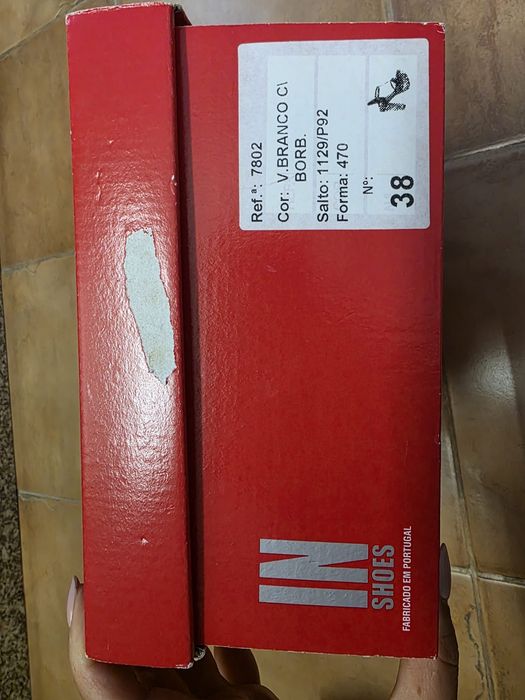 Ref.ª: 7802
Cor: V.BRANCO C\
BORB.
Salto: 1129/P92
Forma: 470
Nº:
38
IN
SHOES
FABRICADO EM PORTUGAL